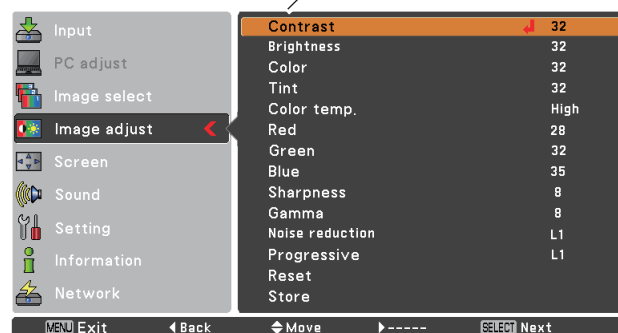 Input
PC adjust
Image select
Image adjust
Screen
Sound
Setting
Information
Network
Contrast 32
Brightness 32
Color 32
Tint 32
Color temp. High
Red 28
Green 32
Blue 35
Sharpness 8
Gamma 8
Noise reduction L1
Progressive L1
Reset
Store
MENU Exit Back Move ----- SELECT Next